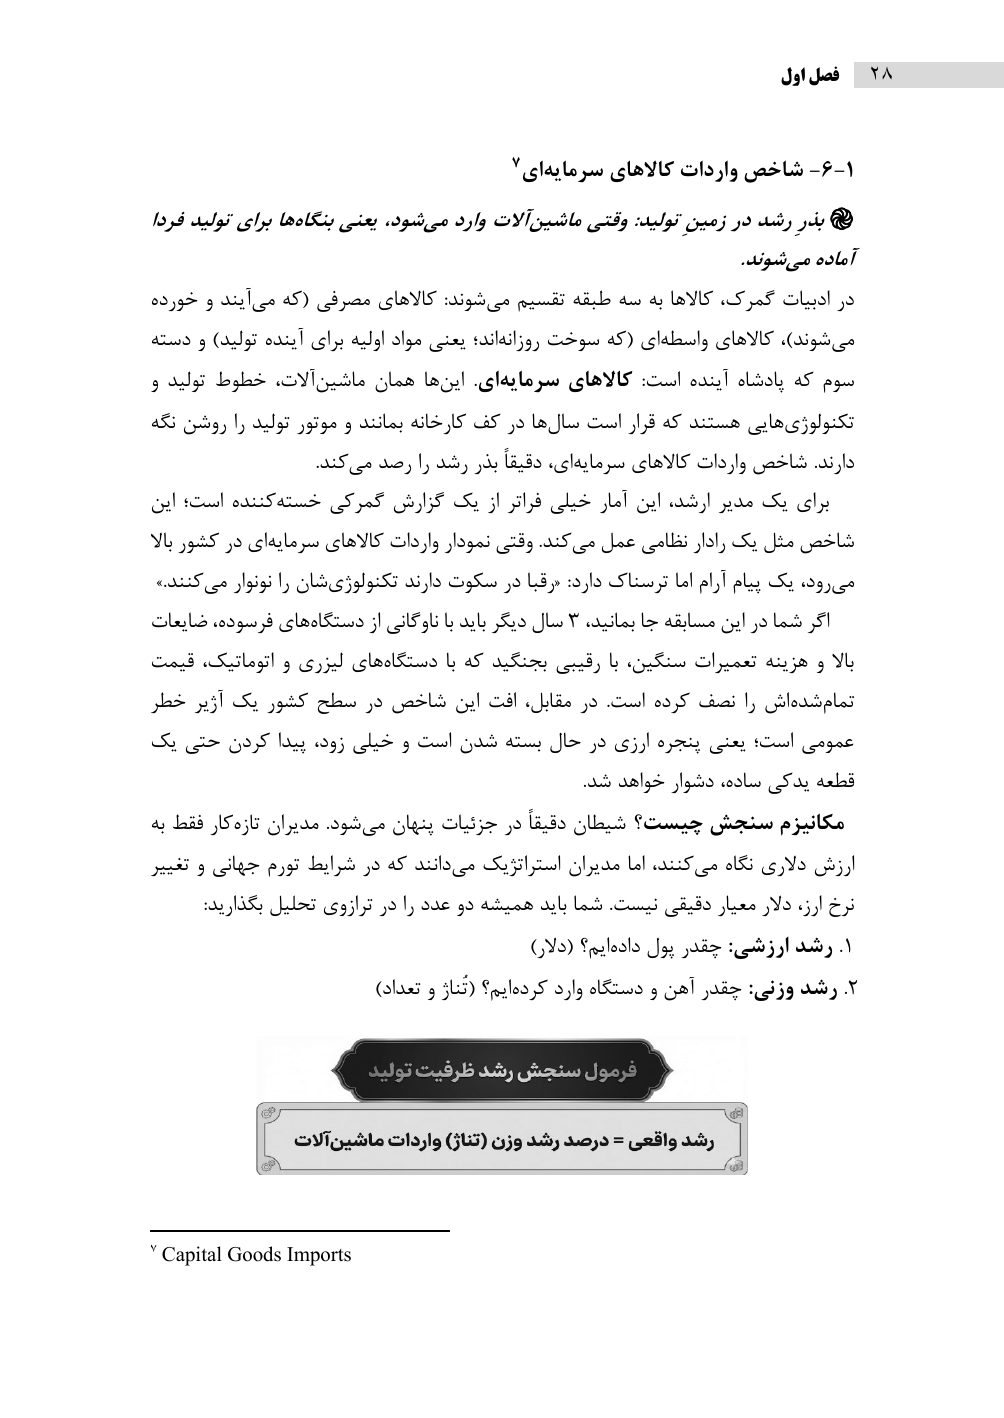 ۲۸ فصل اول
۱-۶- شاخص واردات کالاهای سرمایه‌ای۷
بذرِ رشد در زمینِ تولید: وقتی ماشین‌آلات وارد می‌شود، یعنی بنگاه‌ها برای تولید فردا
آماده می‌شوند.
در ادبیات گمرک، کالاها به سه طبقه تقسیم می‌شوند: کالاهای مصرفی (که می‌آیند و خورده
می‌شوند)، کالاهای واسطه‌ای (که سوخت روزانه‌اند؛ یعنی مواد اولیه برای آینده تولید) و دسته
سوم که پادشاه آینده است: کالاهای سرمایه‌ای. این‌ها همان ماشین‌آلات، خطوط تولید و
تکنولوژی‌هایی هستند که قرار است سال‌ها در کف کارخانه بمانند و موتور تولید را روشن نگه
دارند. شاخص واردات کالاهای سرمایه‌ای، دقیقاً بذر رشد را رصد می‌کند.
برای یک مدیر ارشد، این آمار خیلی فراتر از یک گزارش گمرکی خسته‌کننده است؛ این
شاخص مثل یک رادار نظامی عمل می‌کند. وقتی نمودار واردات کالاهای سرمایه‌ای در کشور بالا
می‌رود، یک پیام آرام اما ترسناک دارد: «رقبا در سکوت دارند تکنولوژی‌شان را نونوار می‌کنند.»
اگر شما در این مسابقه جا بمانید، ۳ سال دیگر باید با ناوگانی از دستگاه‌های فرسوده، ضایعات
بالا و هزینه تعمیرات سنگین، با رقیبی بجنگید که با دستگاه‌های لیزری و اتوماتیک، قیمت
تمام‌شده‌اش را نصف کرده است. در مقابل، افت این شاخص در سطح کشور یک آژیر خطر
عمومی است؛ یعنی پنجره ارزی در حال بسته شدن است و خیلی زود، پیدا کردن حتی یک
قطعه یدکی ساده، دشوار خواهد شد.
مکانیزم سنجش چیست؟ شیطان دقیقاً در جزئیات پنهان می‌شود. مدیران تازه‌کار فقط به
ارزش دلاری نگاه می‌کنند، اما مدیران استراتژیک می‌دانند که در شرایط تورم جهانی و تغییر
نرخ ارز، دلار معیار دقیقی نیست. شما باید همیشه دو عدد را در ترازوی تحلیل بگذارید:
۱. رشد ارزشی: چقدر پول داده‌ایم؟ (دلار)
۲. رشد وزنی: چقدر آهن و دستگاه وارد کرده‌ایم؟ (تُناژ و تعداد)
فرمول سنجش رشد ظرفیت تولید
رشد واقعی = درصد رشد وزن (تناژ) واردات ماشین‌آلات
۷ Capital Goods Imports